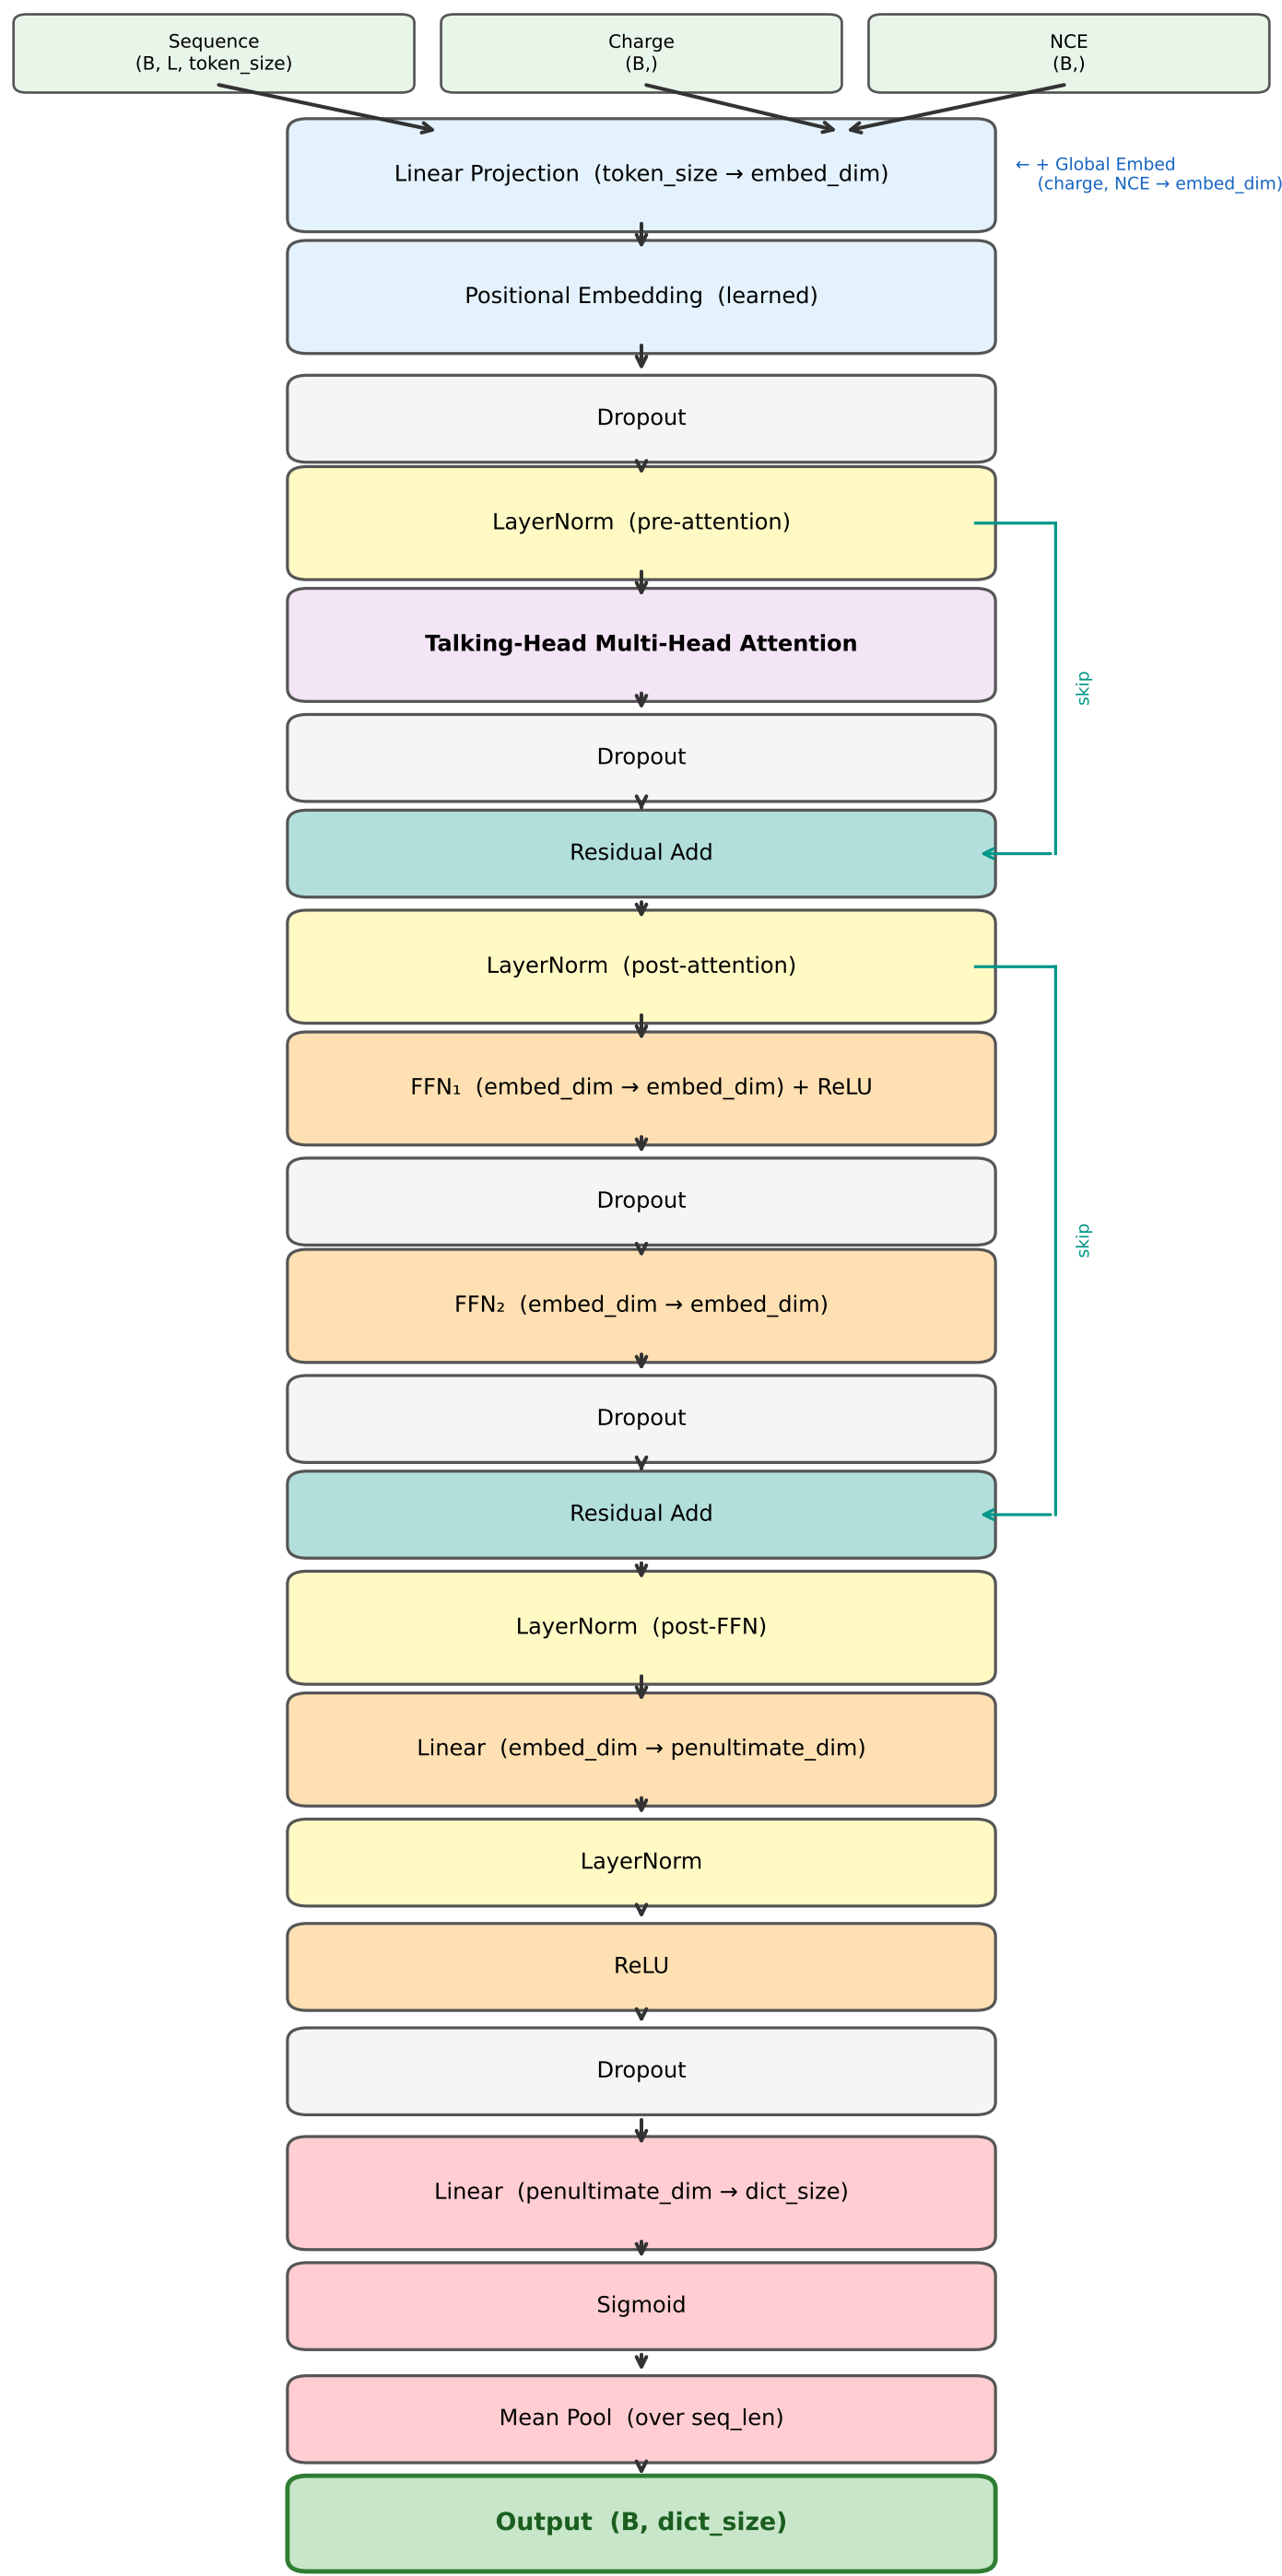 Sequence
(B, L, token_size)
Charge
(B,)
NCE
(B,)
Linear Projection  (token_size → embed_dim)
← + Global Embed
(charge, NCE → embed_dim)
Positional Embedding  (learned)
Dropout
LayerNorm  (pre-attention)
Talking-Head Multi-Head Attention
skip
Dropout
Residual Add
LayerNorm  (post-attention)
FFN₁  (embed_dim → embed_dim) + ReLU
Dropout
skip
FFN₂  (embed_dim → embed_dim)
Dropout
Residual Add
LayerNorm  (post-FFN)
Linear  (embed_dim → penultimate_dim)
LayerNorm
ReLU
Dropout
Linear  (penultimate_dim → dict_size)
Sigmoid
Mean Pool  (over seq_len)
Output  (B, dict_size)